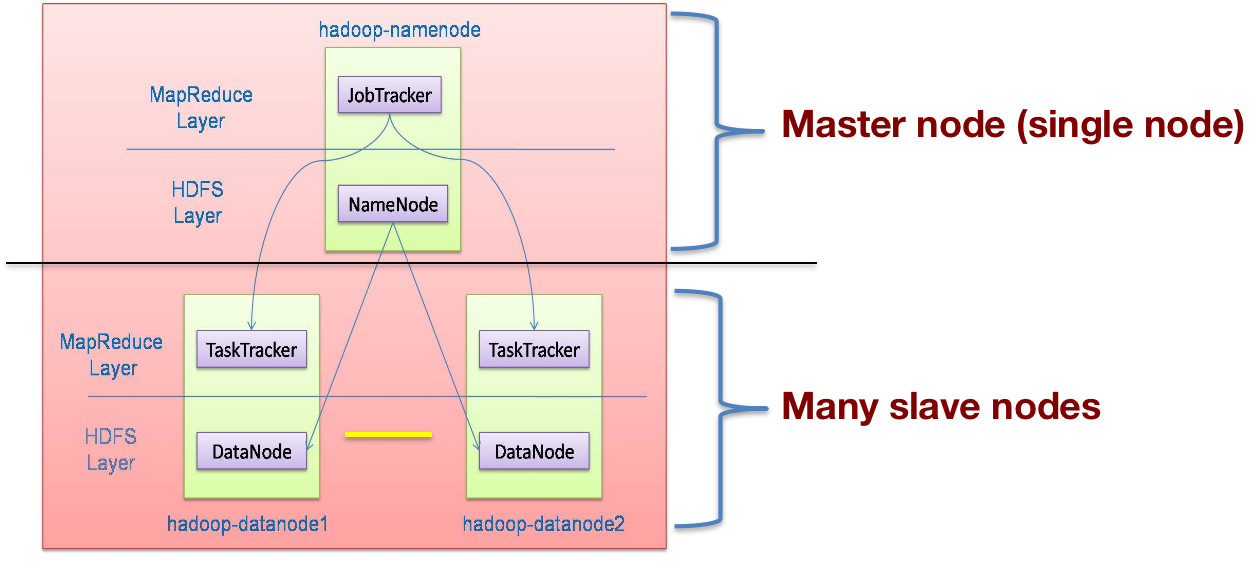 hadoop-namenode
MapReduce
Layer
JobTracker
Master node (single node)
HDFS
Layer
NameNode
MapReduce
Layer
TaskTracker
TaskTracker
Many slave nodes
HDFS
Layer
DataNode
DataNode
hadoop-datanode1
hadoop-datanode2